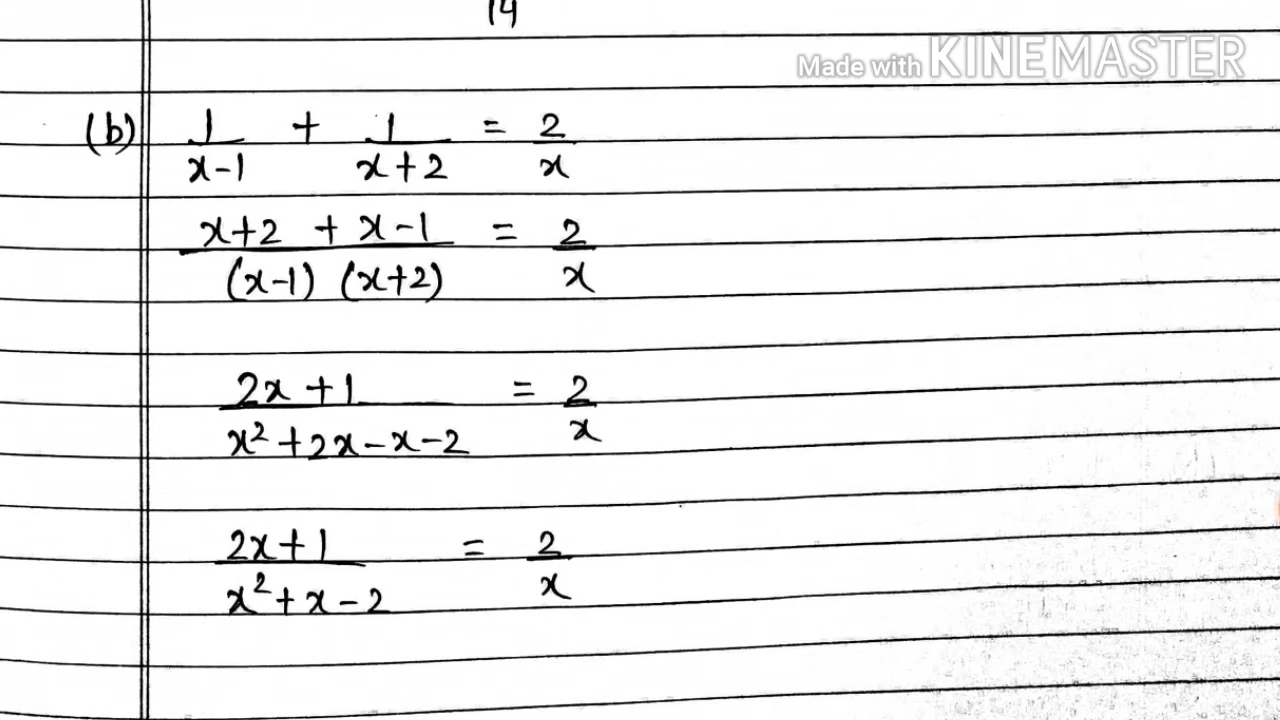 14
Made with KINEMASTER
(b) 1/(x-1) + 1/(x+2) = 2/x
(x+2 + x-1)/((x-1) (x+2)) = 2/x
(2x+1)/(x²+2x-x-2) = 2/x
(2x+1)/(x²+x-2) = 2/x